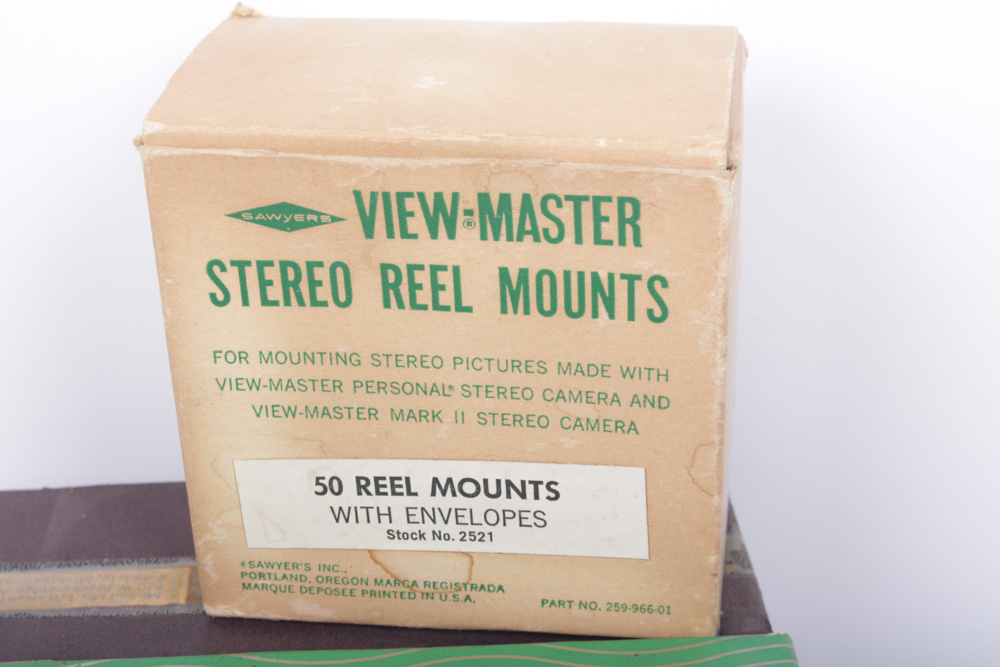 SAWYERS VIEW-MASTER®
STEREO REEL MOUNTS
FOR MOUNTING STEREO PICTURES MADE WITH
VIEW-MASTER PERSONAL® STEREO CAMERA AND
VIEW-MASTER MARK II STEREO CAMERA
50 REEL MOUNTS
WITH ENVELOPES
Stock No. 2521
®SAWYER'S INC.,
PORTLAND, OREGON MARCA REGISTRADA
MARQUE DEPOSEE PRINTED IN U.S.A.
PART NO. 259-966-01